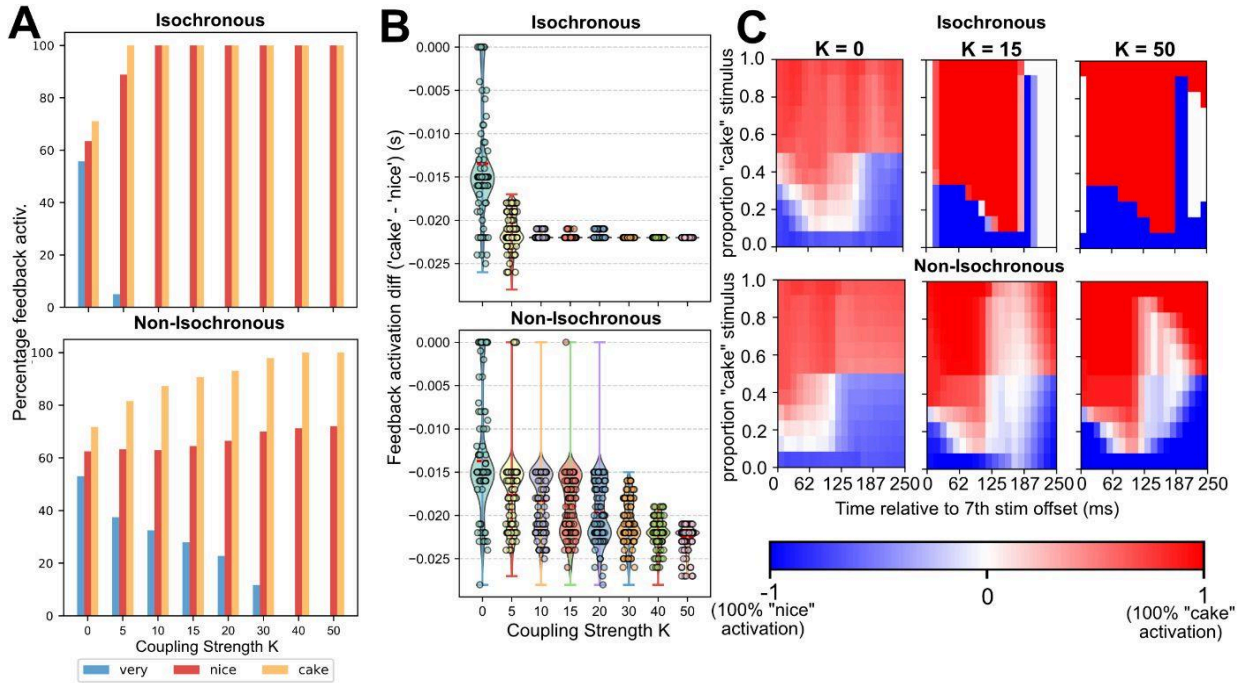 A
Isochronous
100
80
60
40
20
0
Non-Isochronous
100
80
60
40
20
0
0 5 10 15 20 30 40 50
Coupling Strength K
Percentage feedback activ.
very nice cake
B
Isochronous
0.000
−0.005
−0.010
−0.015
−0.020
−0.025
Non-Isochronous
0.000
−0.005
−0.010
−0.015
−0.020
−0.025
0 5 10 15 20 30 40 50
Coupling Strength K
Feedback activation diff ('cake' - 'nice') (s)
C
Isochronous
K = 0 K = 15 K = 50
proportion "cake" stimulus
1.0
0.8
0.6
0.4
0.2
0.0
Non-Isochronous
proportion "cake" stimulus
1.0
0.8
0.6
0.4
0.2
0.0
0 62 125 187 250 62 125 187 250 62 125 187 250
Time relative to 7th stim offset (ms)
-1 0 1
(100% "nice" activation)
(100% "cake" activation)